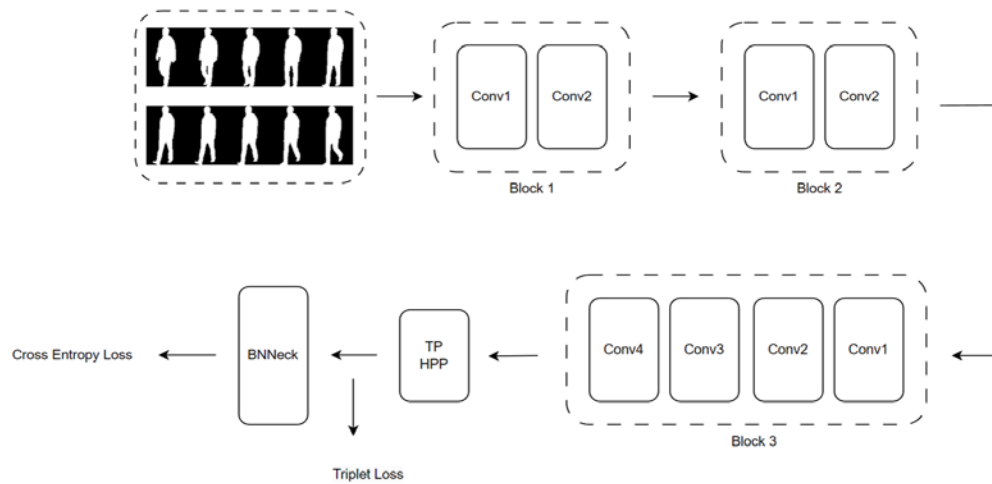 Conv1
Conv2
Block 1
Conv1
Conv2
Block 2
Cross Entropy Loss
BNNeck
TP
HPP
Conv4
Conv3
Conv2
Conv1
Block 3
Triplet Loss